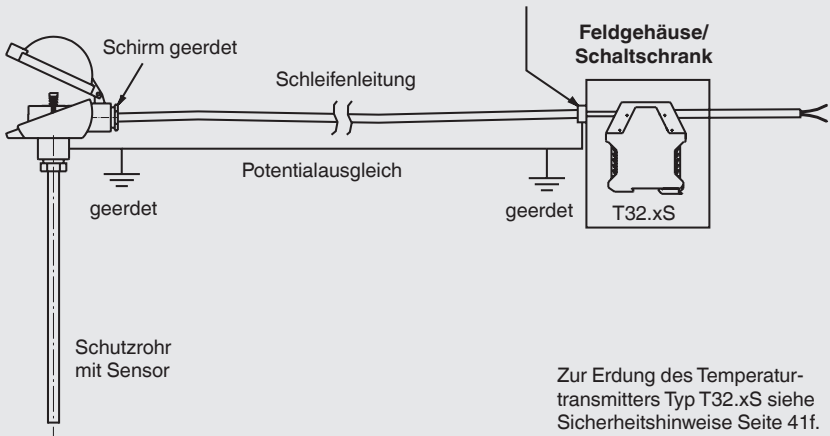 Schirm geerdet
Schleifenleitung
Feldgehäuse/
Schaltschrank
Potentialausgleich
geerdet
geerdet
T32.xS
Schutzrohr
mit Sensor
Zur Erdung des Temperatur-
transmitters Typ T32.xS siehe
Sicherheitshinweise Seite 41f.